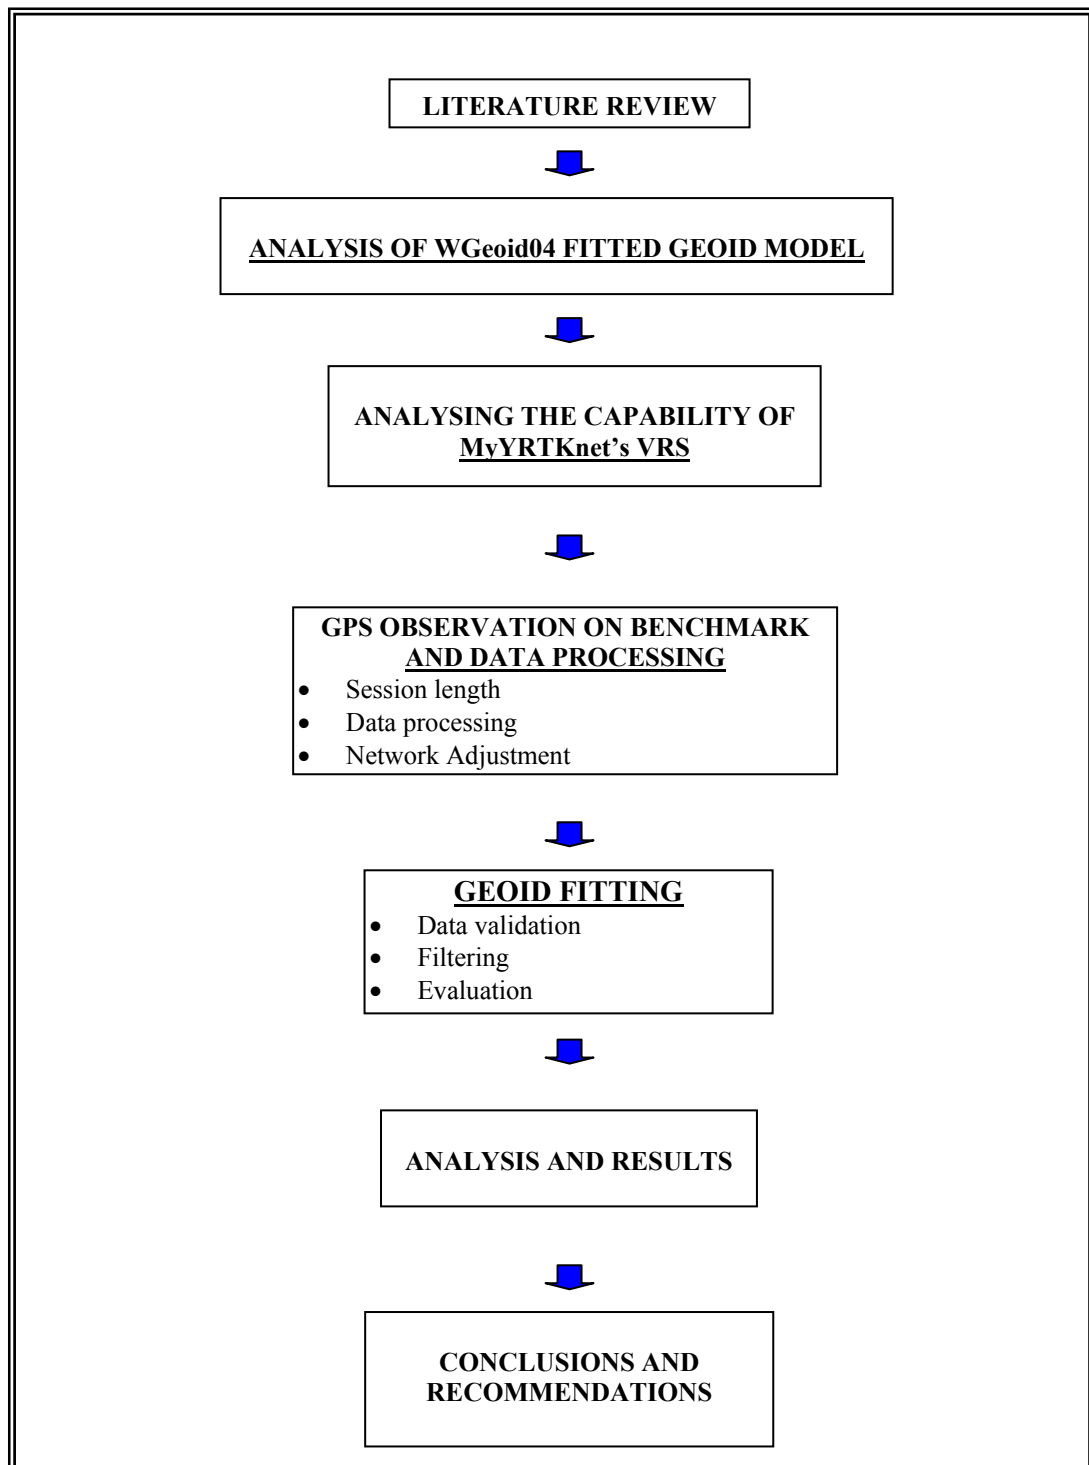 LITERATURE REVIEW
ANALYSIS OF WGeoid04 FITTED GEOID MODEL
ANALYSING THE CAPABILITY OF
MyYRTKnet's VRS
GPS OBSERVATION ON BENCHMARK
AND DATA PROCESSING
• Session length
• Data processing
• Network Adjustment
GEOID FITTING
• Data validation
• Filtering
• Evaluation
ANALYSIS AND RESULTS
CONCLUSIONS AND
RECOMMENDATIONS